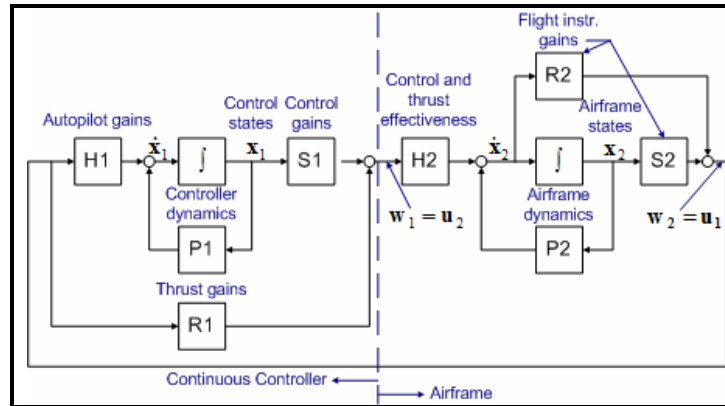 Flight instr.
gains
R2
Control and
thrust
effectiveness
Control
states
Control
gains
Airframe
states
Autopilot gains
H1
ẋ1
∫
x1
S1
H2
ẋ2
∫
x2
S2
Controller
dynamics
w1 = u2
Airframe
dynamics
w2 = u1
P1
P2
Thrust gains
R1
Continuous Controller
Airframe